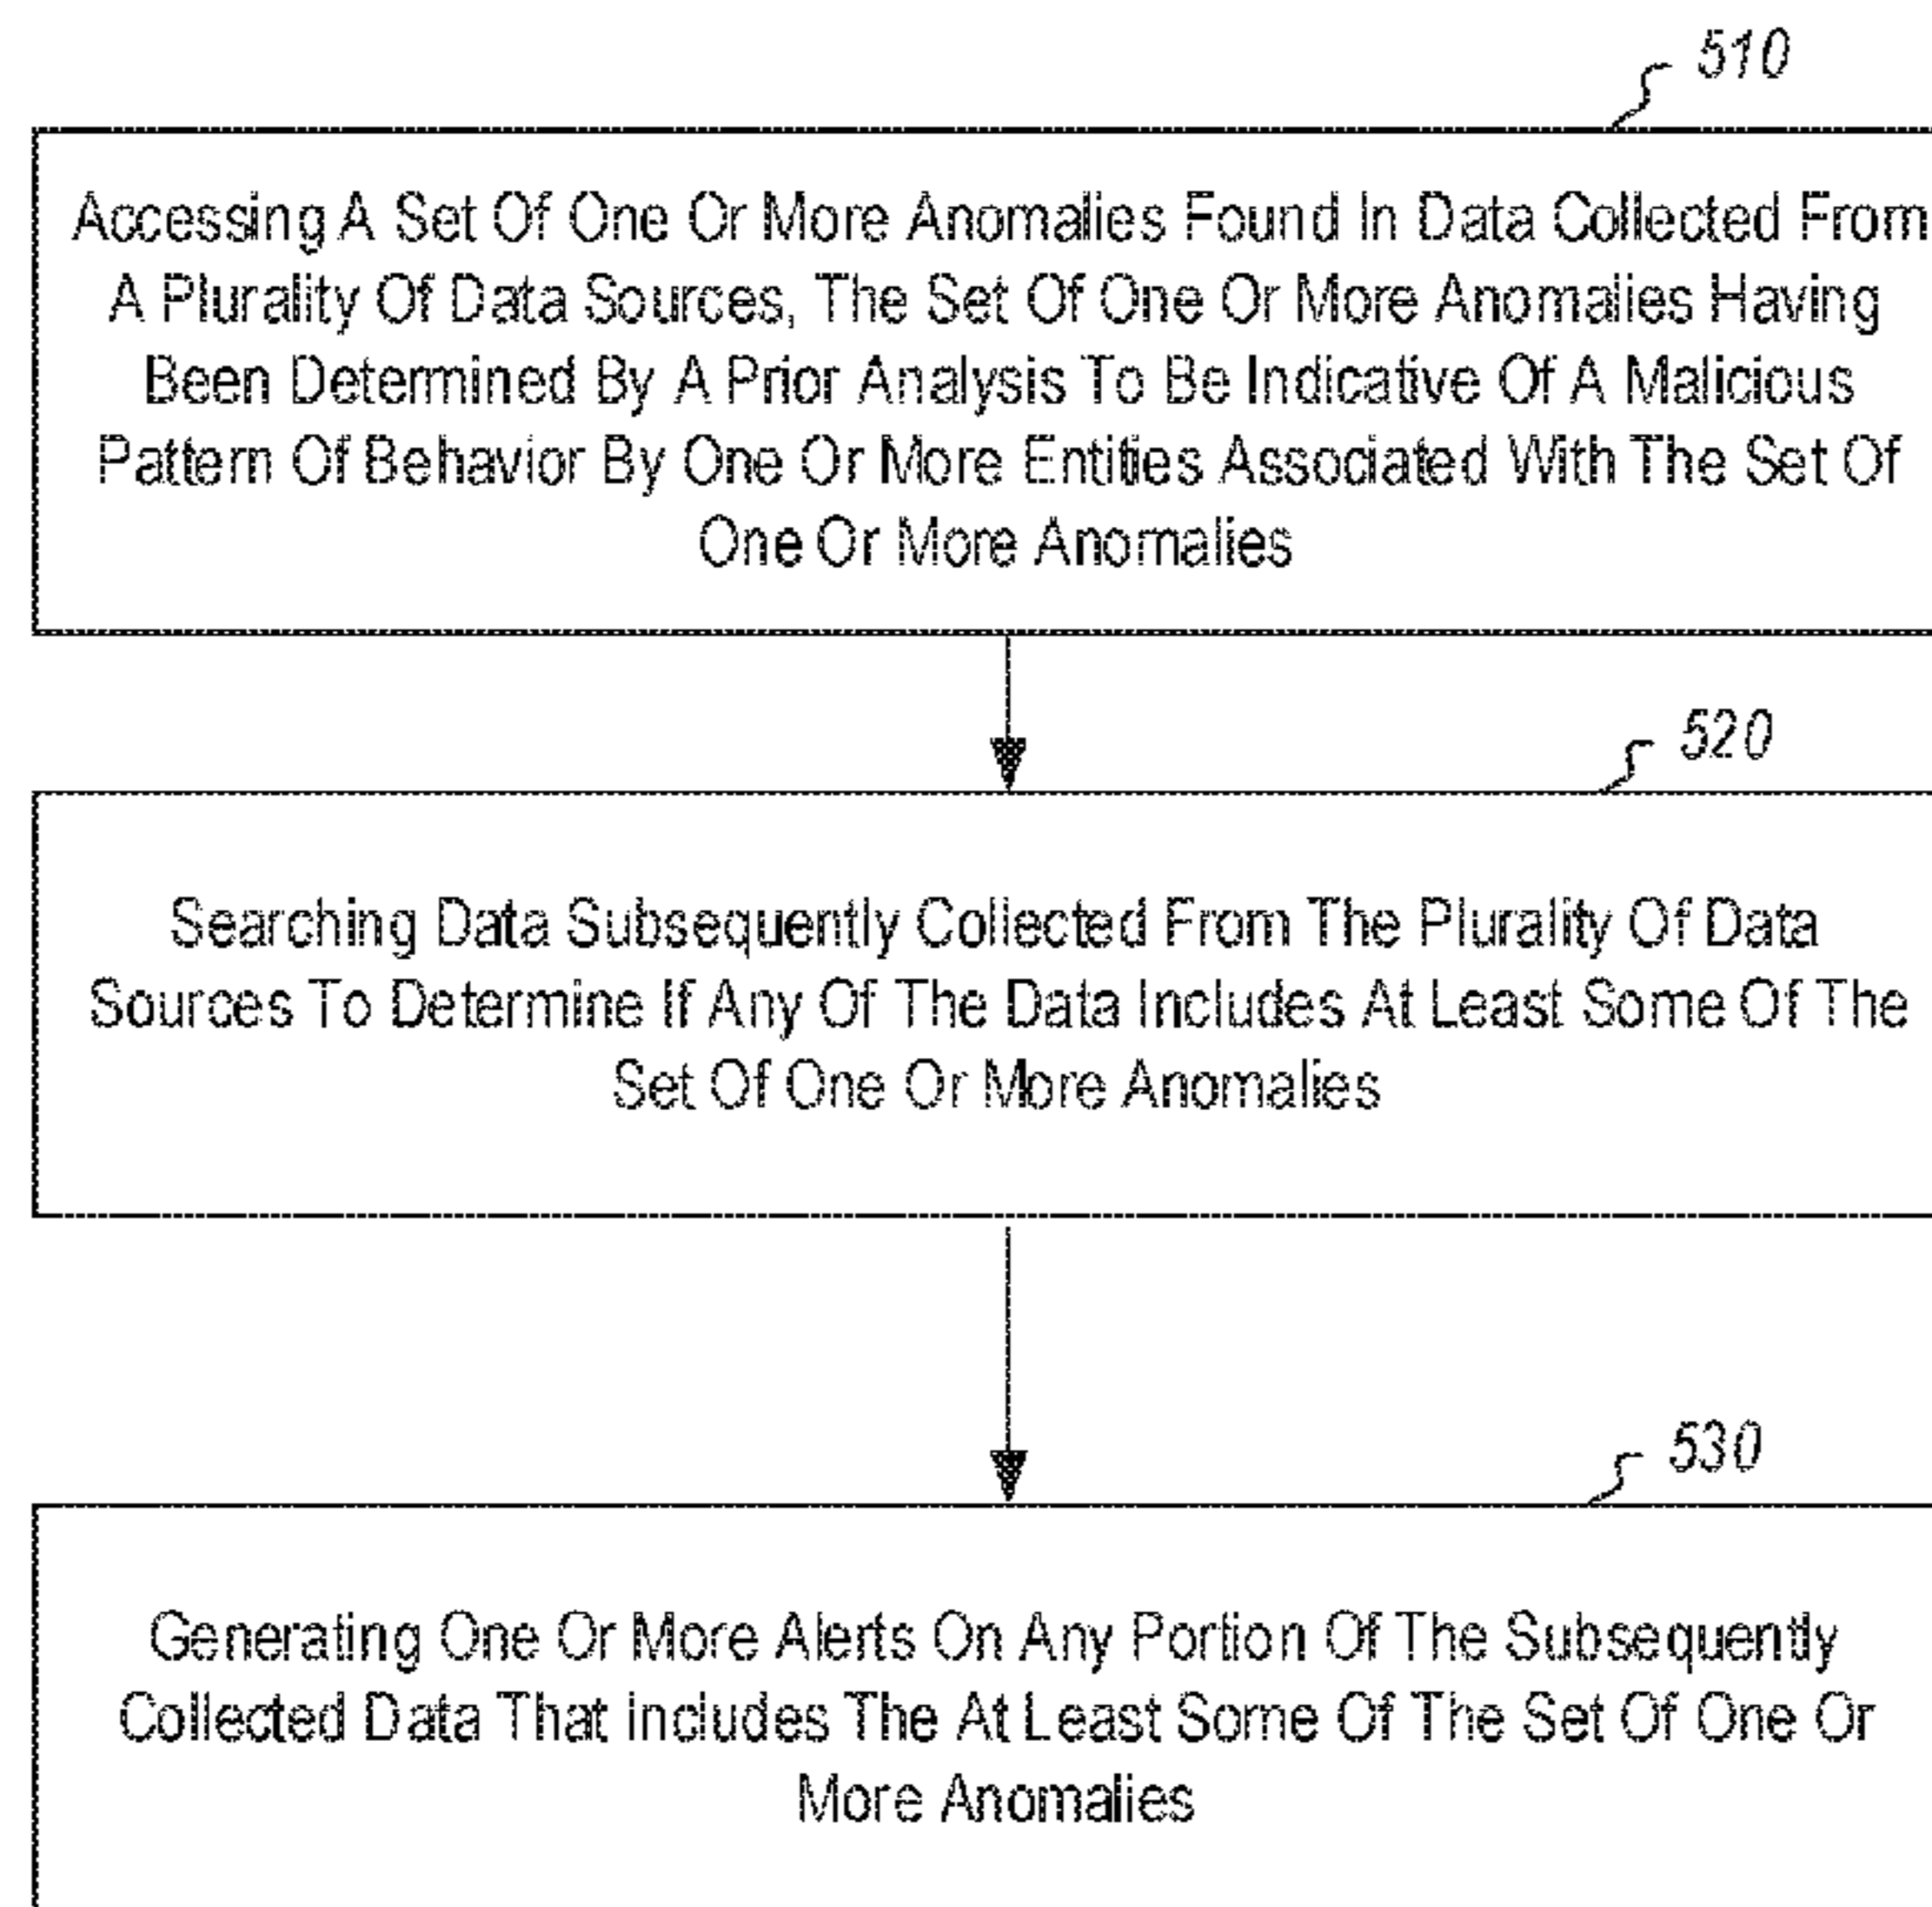 510
Accessing A Set Of One Or More Anomalies Found In Data Collected From
A Plurality Of Data Sources, The Set Of One Or More Anomalies Having
Been Determined By A Prior Analysis To Be Indicative Of A Malicious
Pattern Of Behavior By One Or More Entities Associated With The Set Of
One Or More Anomalies
520
Searching Data Subsequently Collected From The Plurality Of Data
Sources To Determine If Any Of The Data Includes At Least Some Of The
Set Of One Or More Anomalies
530
Generating One Or More Alerts On Any Portion Of The Subsequently
Collected Data That includes The At Least Some Of The Set Of One Or
More Anomalies